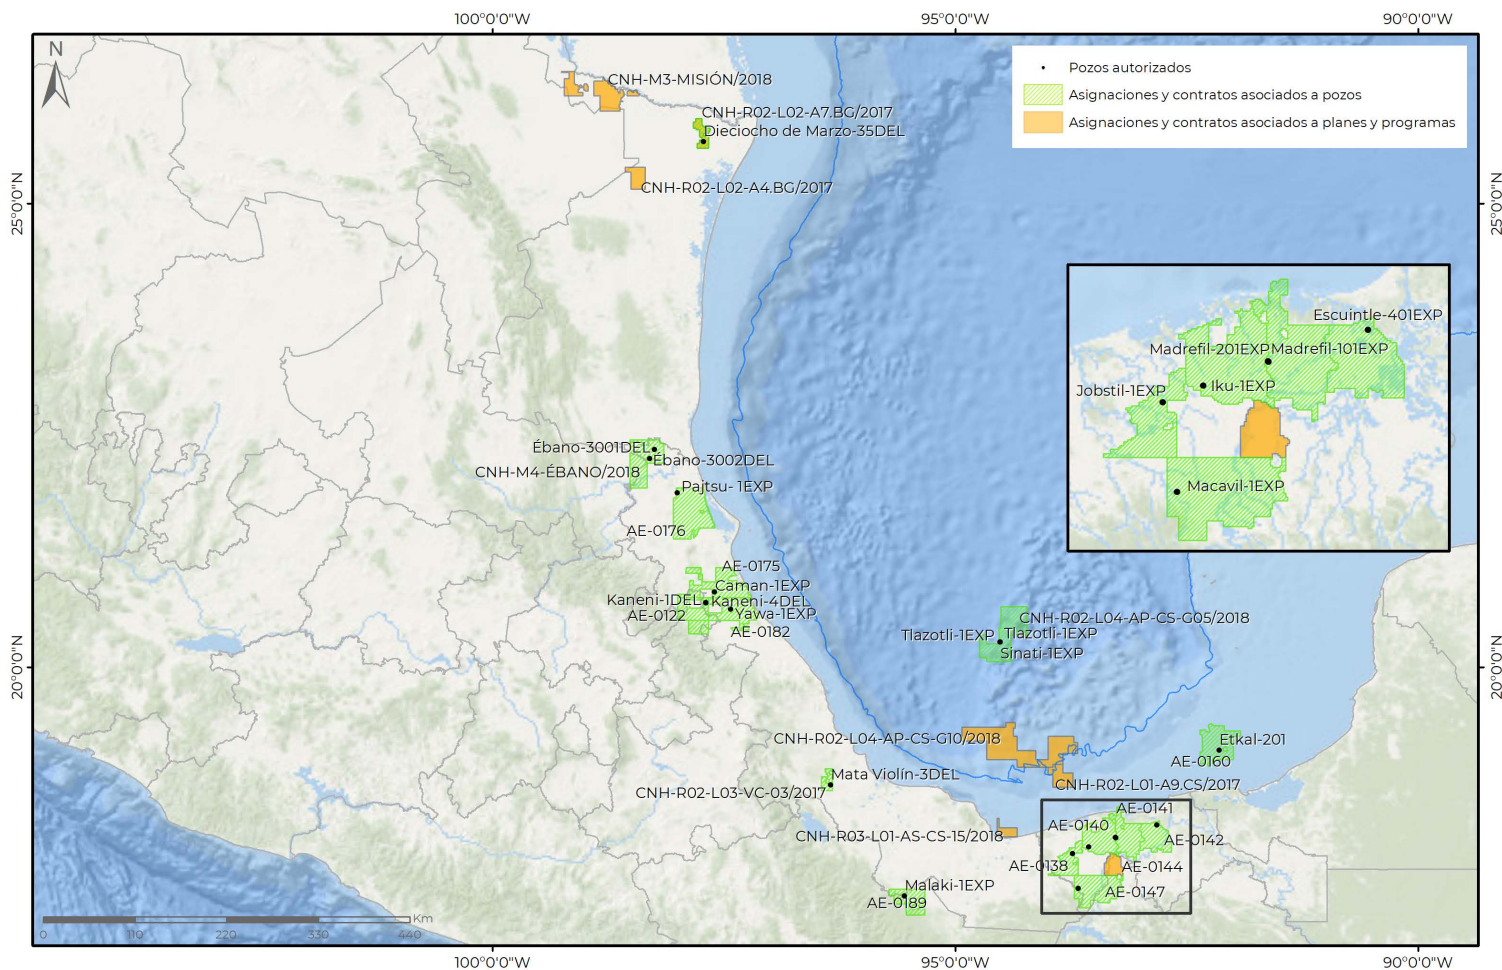 100°0'0"W
95°0'0"W
90°0'0"W
N
Pozos autorizados
Asignaciones y contratos asociados a pozos
Asignaciones y contratos asociados a planes y programas
CNH-M3-MISIÓN/2018
CNH-R02-L02-A7.BG/2017
Dieciocho de Marzo-35DEL
CNH-R02-L02-A4.BG/2017
25°0'0"N
25°0'0"N
Escuintle-401EXP
Madrefil-201EXP
Madrefil-101EXP
Iku-1EXP
Jobstil-1EXP
Macavil-1EXP
Ébano-3001DEL
Ébano-3002DEL
CNH-M4-ÉBANO/2018
Pajtsu- 1EXP
AE-0176
AE-0175
Caman-1EXP
Kaneni-1DEL
Kaneni-4DEL
AE-0122
Yawa-1EXP
AE-0182
CNH-R02-L04-AP-CS-G05/2018
Tlazotli-1EXP
Tlazotli-1EXP
Sinati-1EXP
20°0'0"N
20°0'0"N
CNH-R02-L04-AP-CS-G10/2018
Etkal-201
AE-0160
Mata Violín-3DEL
CNH-R02-L03-VC-03/2017
CNH-R02-L01-A9.CS/2017
AE-0141
AE-0140
CNH-R03-L01-AS-CS-15/2018
AE-0142
AE-0138
AE-0144
Malaki-1EXP
AE-0147
AE-0189
Km
0
110
220
330
440
100°0'0"W
95°0'0"W
90°0'0"W